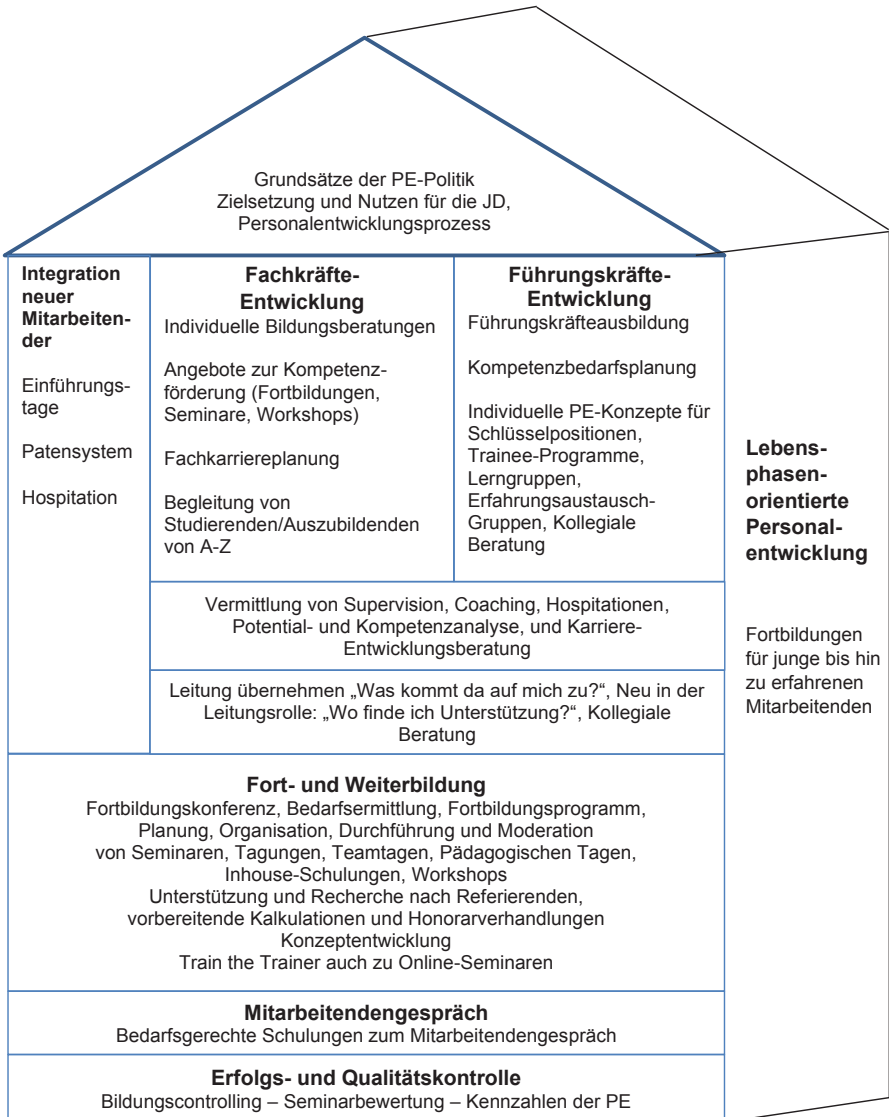 Grundsätze der PE-Politik
Zielsetzung und Nutzen für die JD,
Personalentwicklungsprozess
Integration
neuer
Mitarbeiten-
der
Einführungs-
tage
Patensystem
Hospitation
Fachkräfte-
Entwicklung
Individuelle Bildungsberatungen
Angebote zur Kompetenz-
förderung (Fortbildungen,
Seminare, Workshops)
Fachkarriereplanung
Begleitung von
Studierenden/Auszubildenden
von A-Z
Führungskräfte-
Entwicklung
Führungskräfteausbildung
Kompetenzbedarfsplanung
Individuelle PE-Konzepte für
Schlüsselpositionen,
Trainee-Programme,
Lerngruppen,
Erfahrungsaustausch-
Gruppen, Kollegiale
Beratung
Vermittlung von Supervision, Coaching, Hospitationen,
Potential- und Kompetenzanalyse, und Karriere-
Entwicklungsberatung
Leitung übernehmen „Was kommt da auf mich zu?“, Neu in der
Leitungsrolle: „Wo finde ich Unterstützung?“, Kollegiale
Beratung
Fort- und Weiterbildung
Fortbildungskonferenz, Bedarfsermittlung, Fortbildungsprogramm,
Planung, Organisation, Durchführung und Moderation
von Seminaren, Tagungen, Teamtagen, Pädagogischen Tagen,
Inhouse-Schulungen, Workshops
Unterstützung und Recherche nach Referierenden,
vorbereitende Kalkulationen und Honorarverhandlungen
Konzeptentwicklung
Train the Trainer auch zu Online-Seminaren
Mitarbeitendengespräch
Bedarfsgerechte Schulungen zum Mitarbeitendengespräch
Erfolgs- und Qualitätskontrolle
Bildungscontrolling – Seminarbewertung – Kennzahlen der PE
Lebens-
phasen-
orientierte
Personal-
entwicklung
Fortbildungen
für junge bis hin
zu erfahrenen
Mitarbeitenden